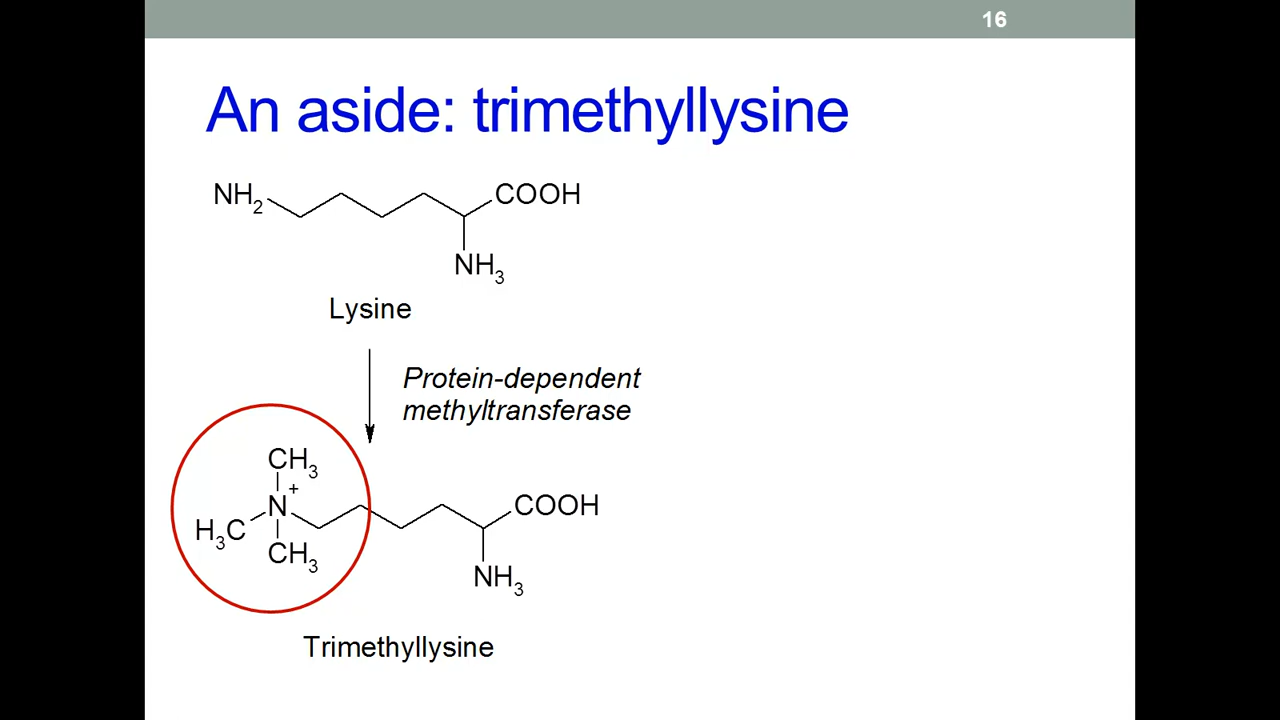 16
An aside: trimethyllysine
NH2
COOH
NH3
Lysine
Protein-dependent
methyltransferase
CH3
N+
H3C
CH3
COOH
NH3
Trimethyllysine